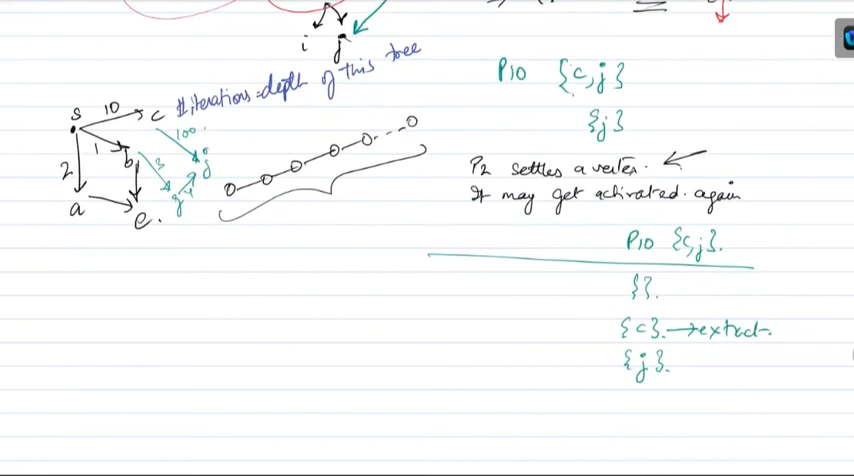 i j
#iterations=depth of this tree
P10 {c,j}
{j}
S 10 c
100
1 b 3 j
2
a e. g -1
P2 settles a vertex.
It may get activated again
P10 {c,j}.
{}.
{c}. → extract.
{j}.